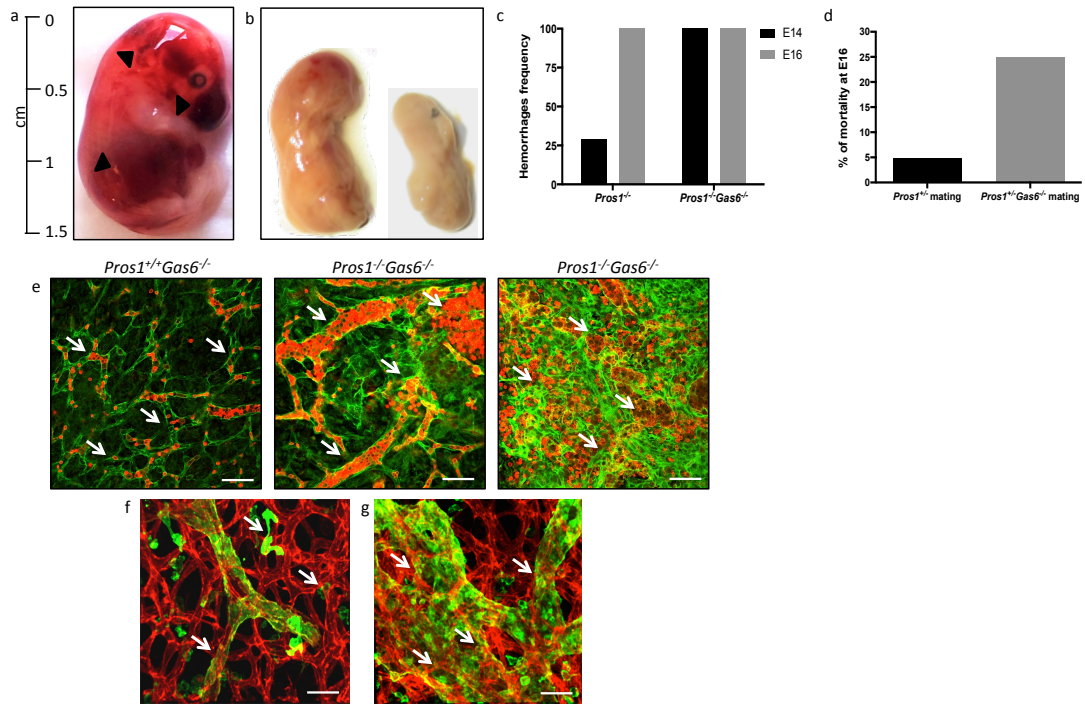 a
0
0.5
cm
1
1.5
b
c
Hemorrhages frequency
100
75
50
25
0
Pros1-/-
Pros1-/-Gas6-/-
E14
E16
d
% of mortality at E16
30
25
20
15
10
5
0
Pros1+/- mating
Pros1+/-Gas6-/- mating
e
Pros1+/+Gas6-/-
Pros1-/-Gas6-/-
Pros1-/-Gas6-/-
f
g